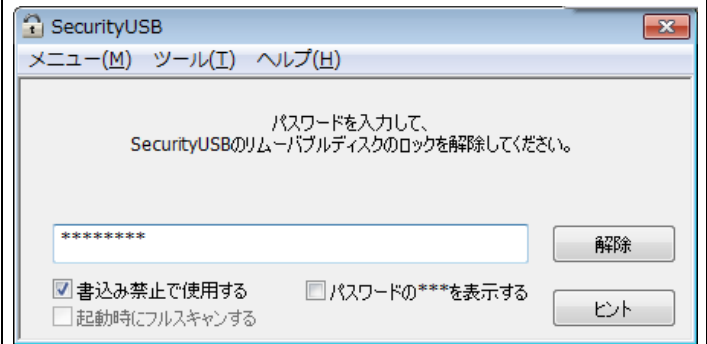 SecurityUSB
メニュー(M) ツール(T) ヘルプ(H)
パスワードを入力して、
SecurityUSBのリムーバブルディスクのロックを解除してください。
********
解除
書込み禁止で使用する
パスワードの***を表示する
起動時にフルスキャンする
ヒント